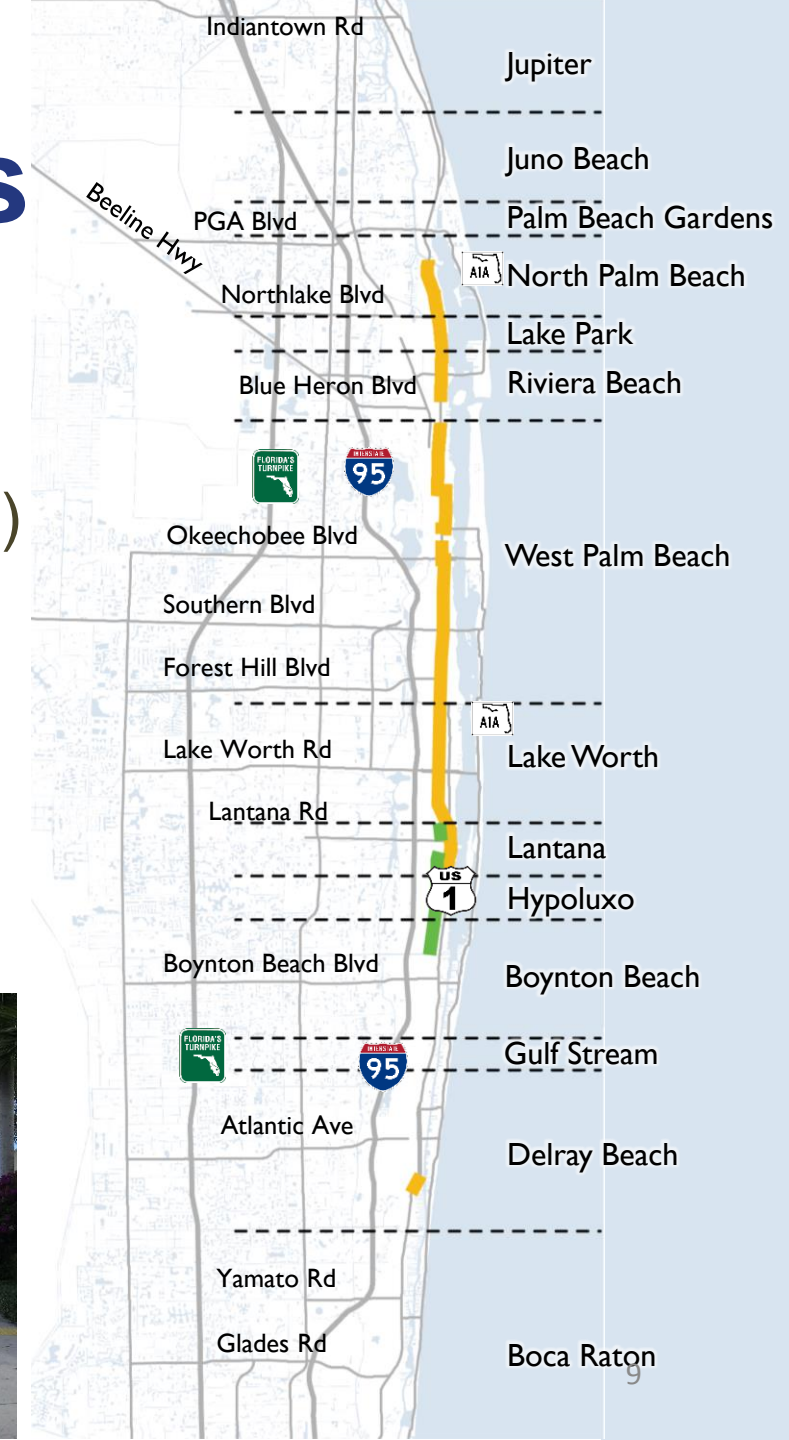 Indiantown Rd
Jupiter
s
Juno Beach
Beeline Hwy
PGA Blvd
Palm Beach Gardens
A1A
North Palm Beach
Northlake Blvd
Lake Park
Blue Heron Blvd
Riviera Beach
FLORIDA'S
TURNPIKE
INTERSTATE
95
)
Okeechobee Blvd
West Palm Beach
Southern Blvd
Forest Hill Blvd
A1A
Lake Worth Rd
Lake Worth
Lantana Rd
Lantana
US
1
Hypoluxo
Boynton Beach Blvd
Boynton Beach
FLORIDA'S
TURNPIKE
INTERSTATE
95
Gulf Stream
Atlantic Ave
Delray Beach
Yamato Rd
Glades Rd
Boca Raton
9